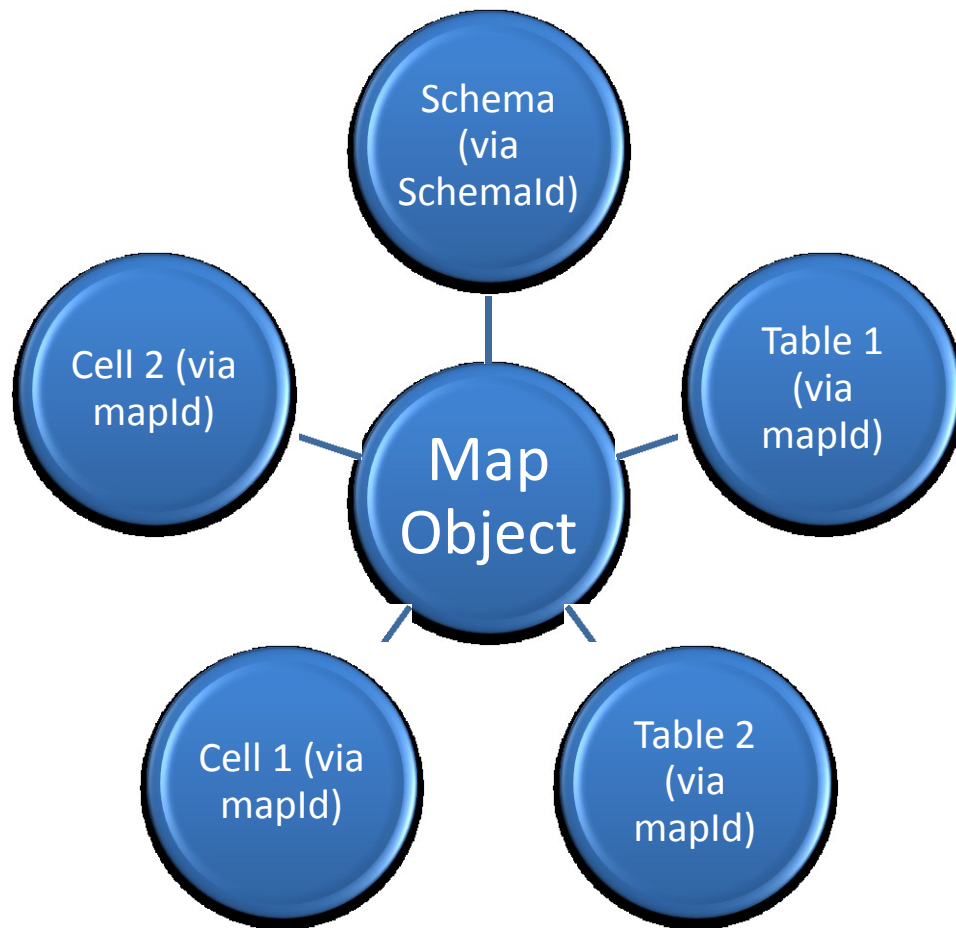 Schema
(via
SchemaId)
Cell 2 (via
mapId)
Table 1
(via
mapId)
Map
Object
Cell 1 (via
mapId)
Table 2
(via
mapId)